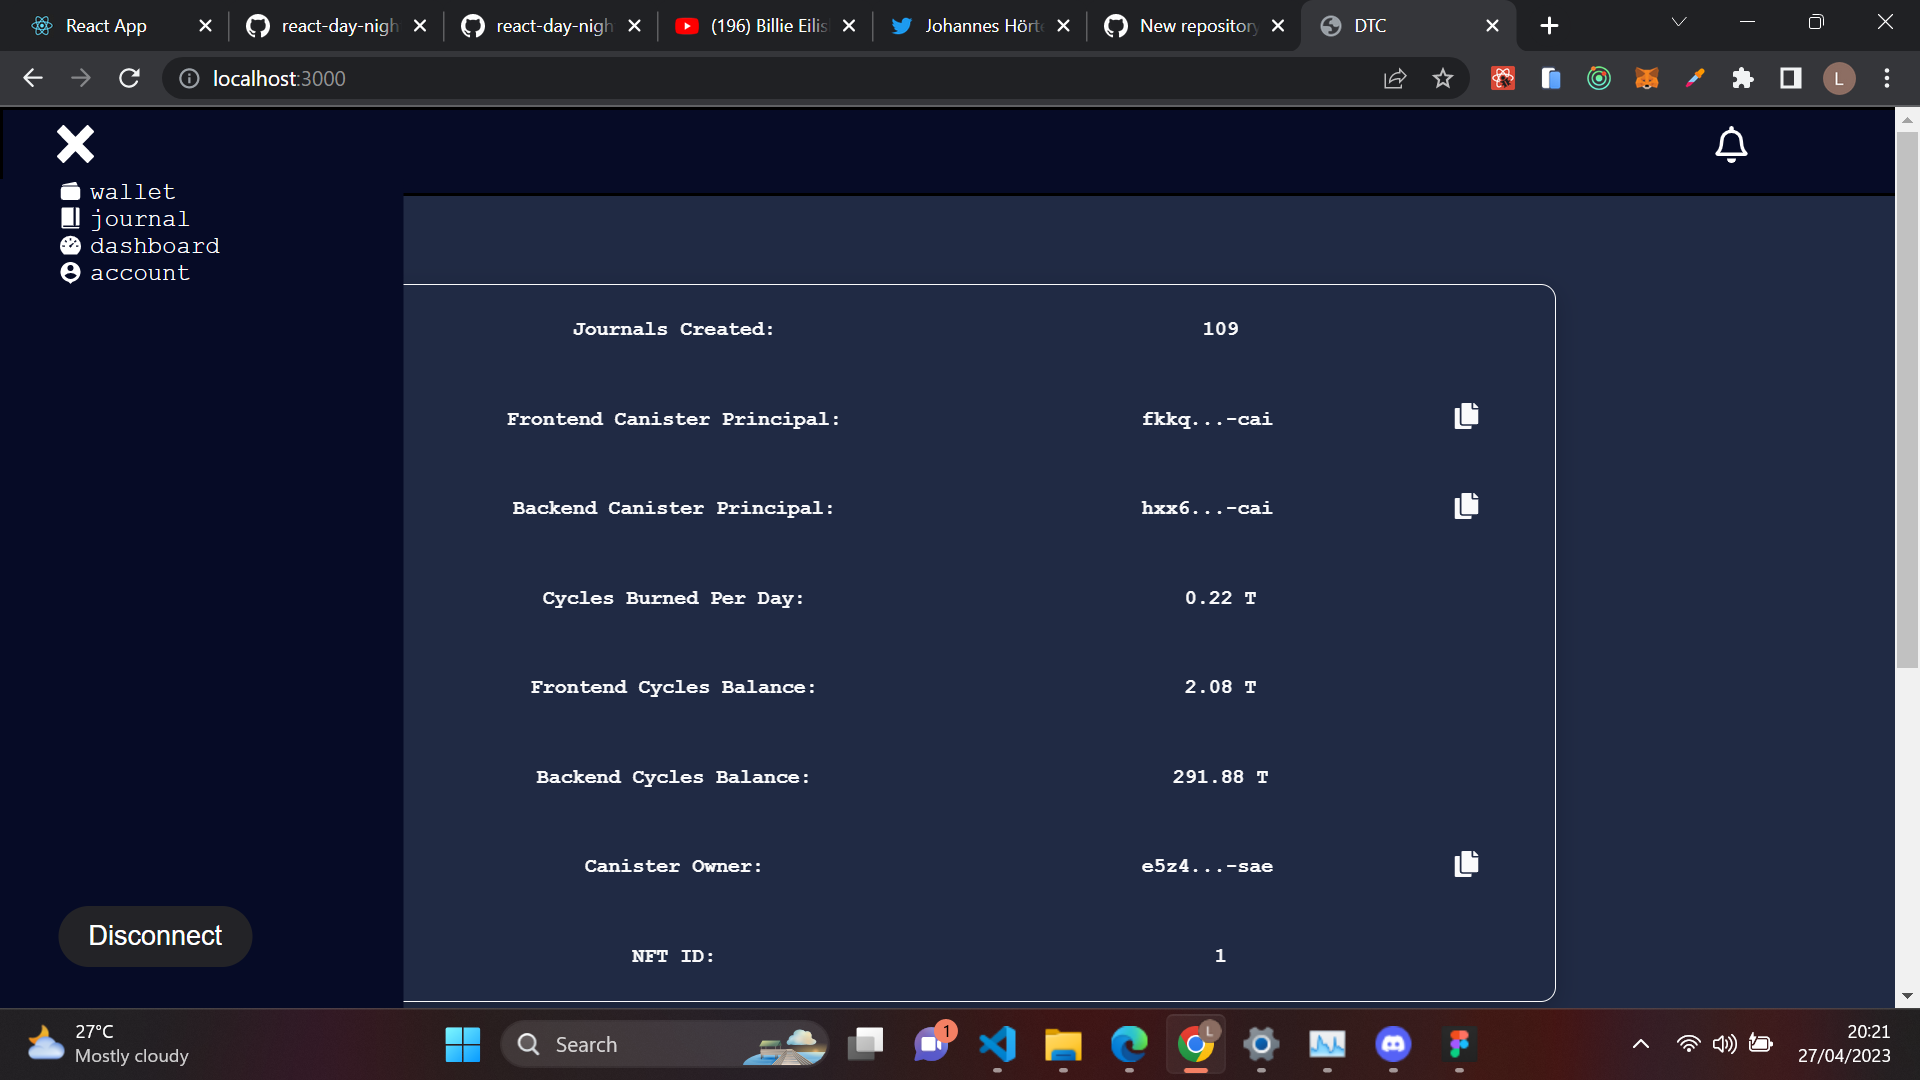 React App
react-day-nigh
react-day-nigh
(196) Billie Eilis
Johannes Hört
New repository
DTC
localhost:3000
L
wallet
journal
dashboard
account
Journals Created: 109
Frontend Canister Principal: fkkq...-cai
Backend Canister Principal: hxx6...-cai
Cycles Burned Per Day: 0.22 T
Frontend Cycles Balance: 2.08 T
Backend Cycles Balance: 291.88 T
Canister Owner: e5z4...-sae
NFT ID: 1
Disconnect
27°C
Mostly cloudy
Search
1
L
20:21
27/04/2023